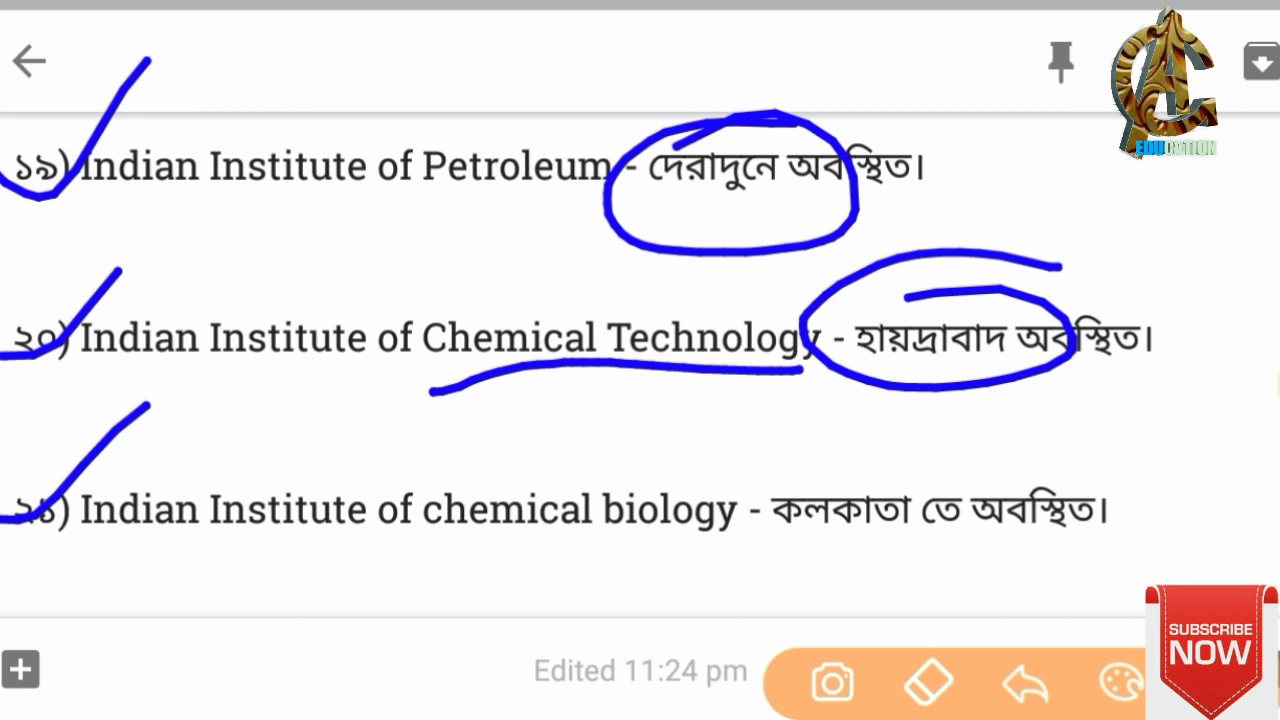 EDUCATION
১৯) Indian Institute of Petroleum - দেরাদুনে অবস্থিত।
২০) Indian Institute of Chemical Technology - হায়দ্রাবাদ অবস্থিত।
২১) Indian Institute of chemical biology - কলকাতা তে অবস্থিত।
Edited 11:24 pm
SUBSCRIBE
NOW